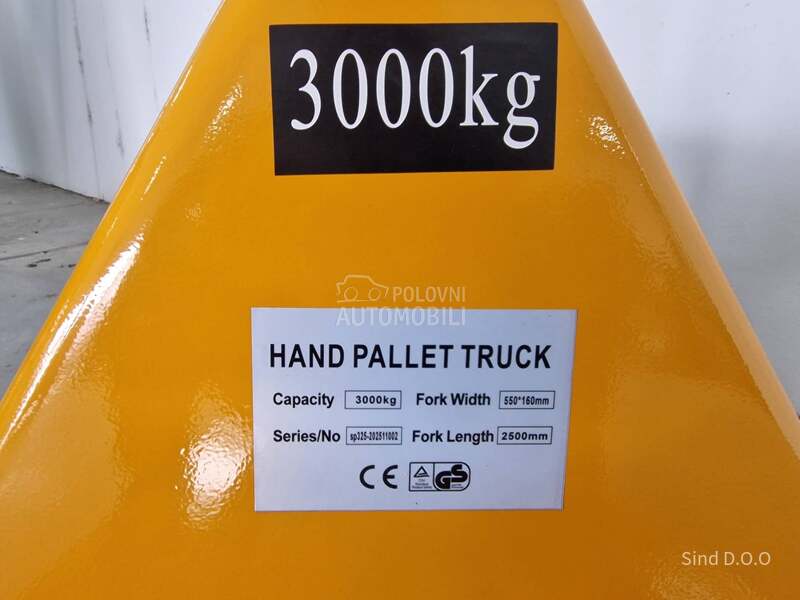 3000kg
POLOVNI
AUTOMOBILI
HAND PALLET TRUCK
Capacity 3000kg Fork Width 550*160mm
Series/No sp325-202511002 Fork Length 2500mm
CE GS
Sind D.O.O